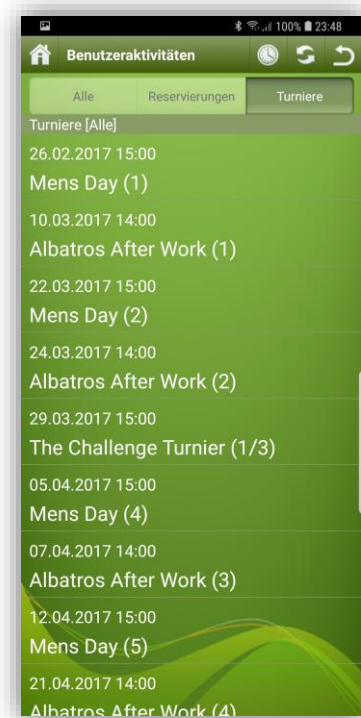 100% 23:48
Benutzeraktivitäten
Alle Reservierungen Turniere
Turniere [Alle]
26.02.2017 15:00
Mens Day (1)
10.03.2017 14:00
Albatros After Work (1)
22.03.2017 15:00
Mens Day (2)
24.03.2017 14:00
Albatros After Work (2)
29.03.2017 15:00
The Challenge Turnier (1/3)
05.04.2017 15:00
Mens Day (4)
07.04.2017 14:00
Albatros After Work (3)
12.04.2017 15:00
Mens Day (5)
21.04.2017 14:00
Albatros After Work (4)